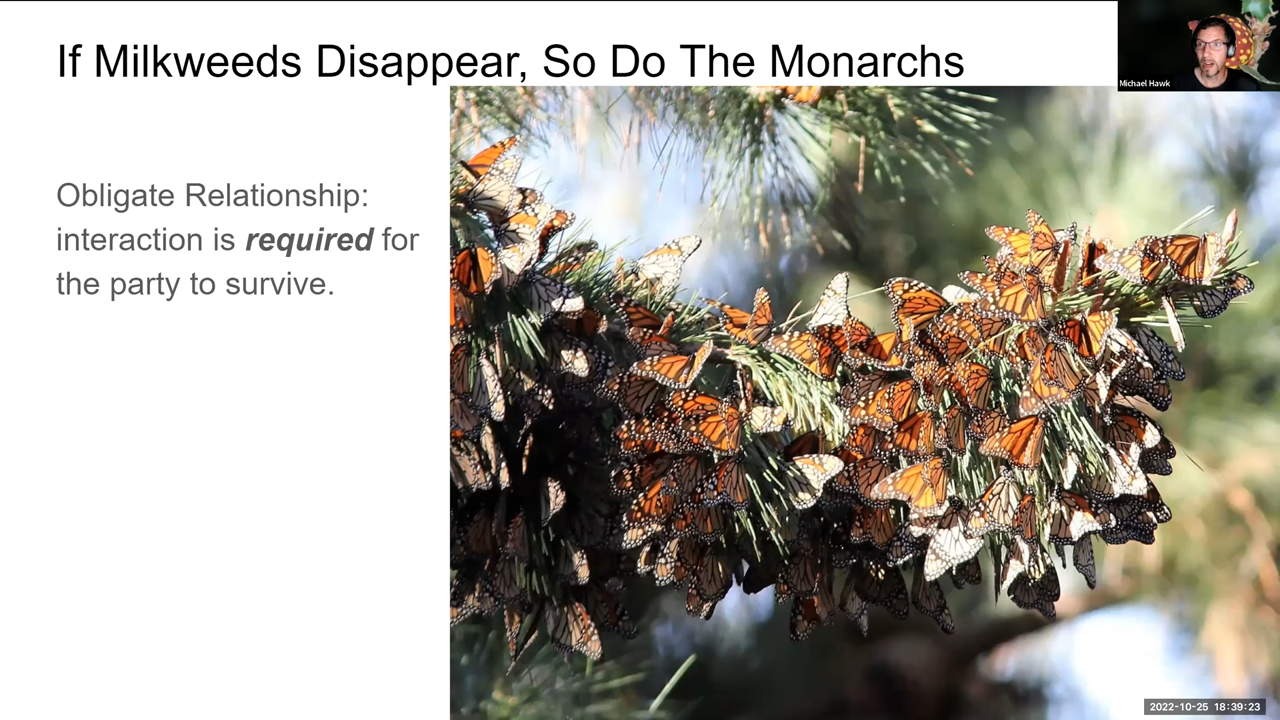 If Milkweeds Disappear, So Do The Monarchs
Michael Hawk
Obligate Relationship:
interaction is required for
the party to survive.
2022-10-25 18:39:23